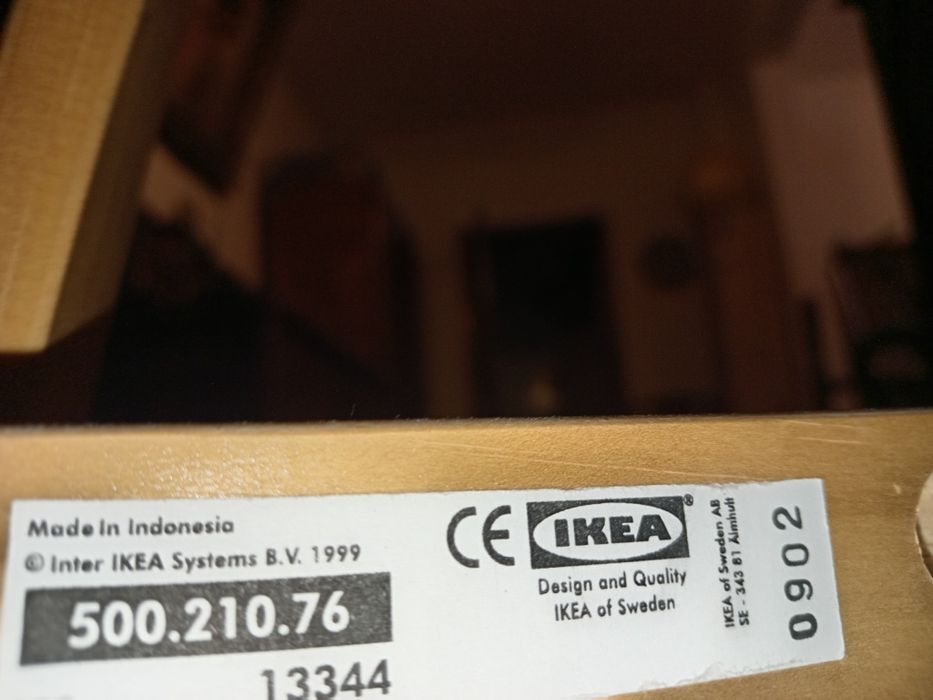 Made In Indonesia
© Inter IKEA Systems B.V. 1999
500.210.76
13344
CE
IKEA®
Design and Quality
IKEA of Sweden
IKEA of Sweden AB
SE - 343 81 Älmhult
0902